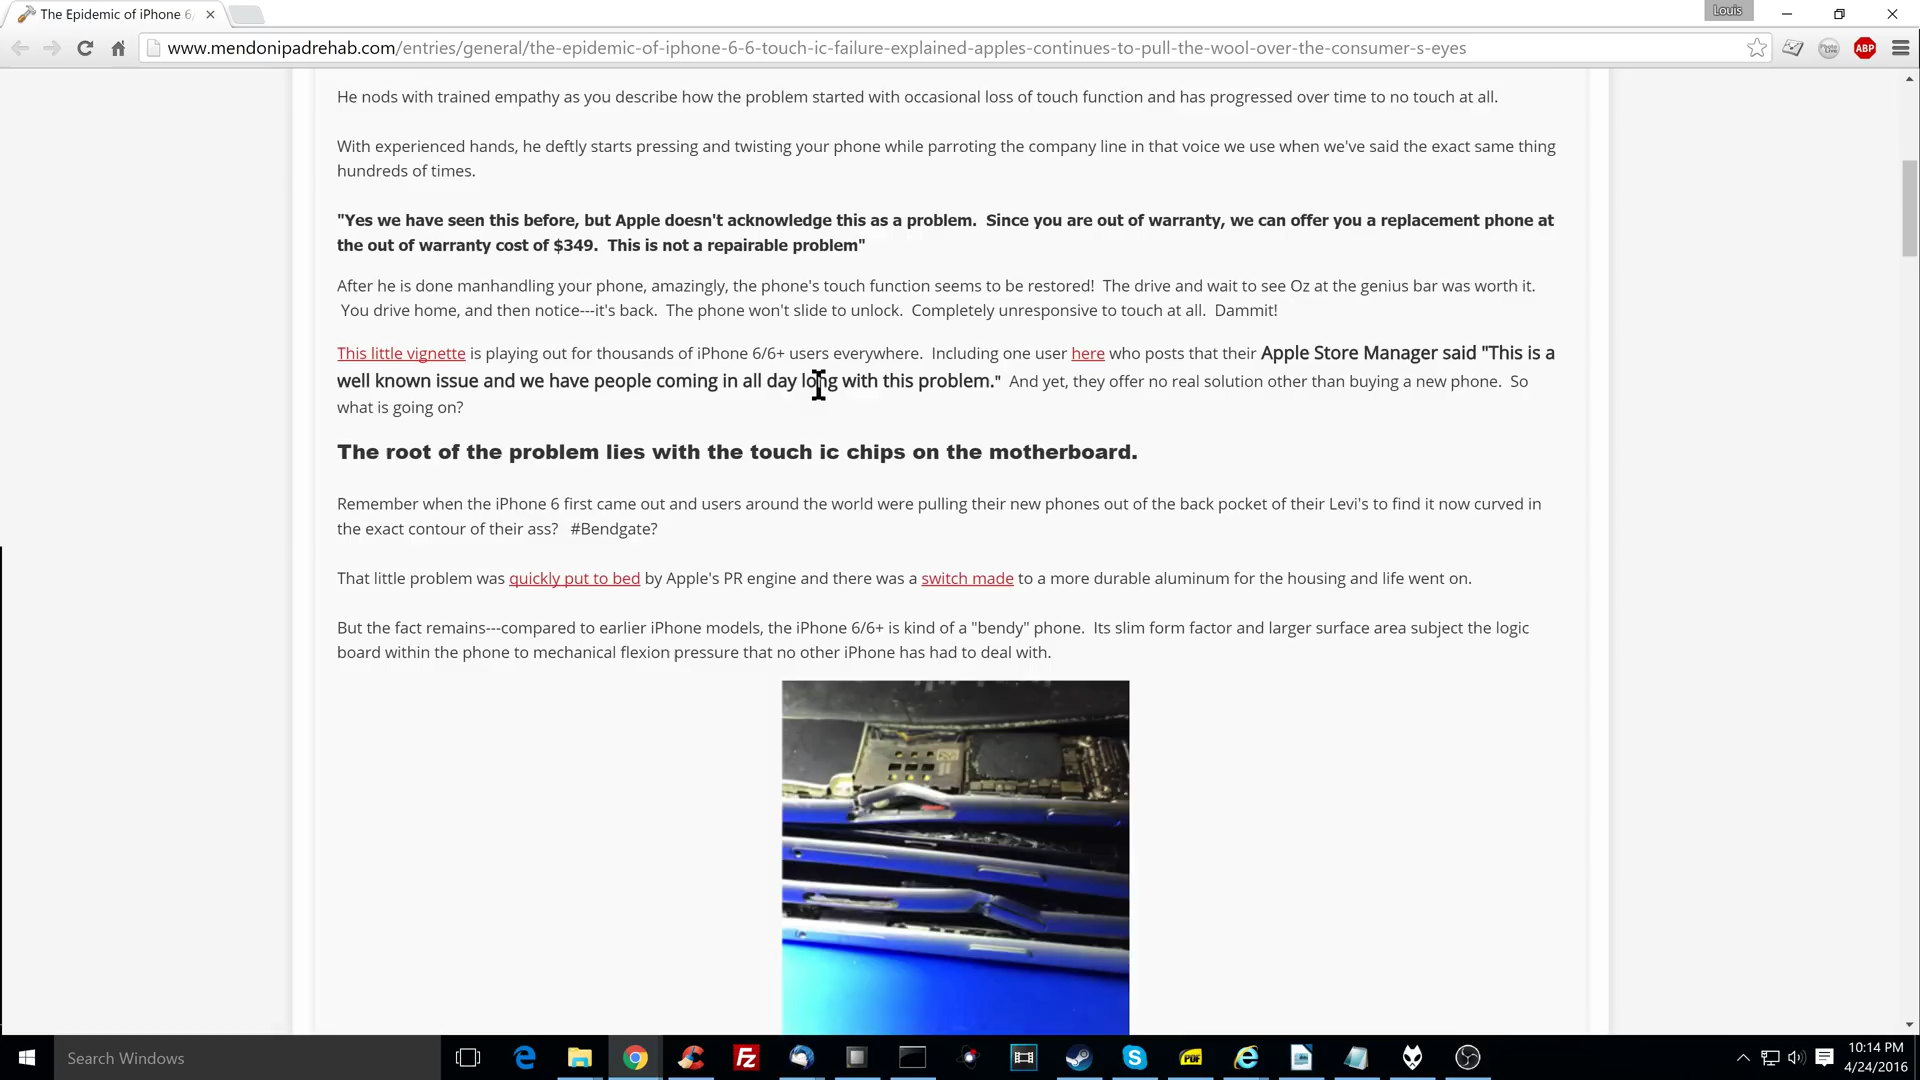 The Epidemic of iPhone 6
Louis
www.mendonipadrehab.com/entries/general/the-epidemic-of-iphone-6-6-touch-ic-failure-explained-apples-continues-to-pull-the-wool-over-the-consumer-s-eyes
ABP
He nods with trained empathy as you describe how the problem started with occasional loss of touch function and has progressed over time to no touch at all.
With experienced hands, he deftly starts pressing and twisting your phone while parroting the company line in that voice we use when we've said the exact same thing
hundreds of times.
"Yes we have seen this before, but Apple doesn't acknowledge this as a problem.  Since you are out of warranty, we can offer you a replacement phone at
the out of warranty cost of $349.  This is not a repairable problem"
After he is done manhandling your phone, amazingly, the phone's touch function seems to be restored!  The drive and wait to see Oz at the genius bar was worth it.
You drive home, and then notice---it's back.  The phone won't slide to unlock.  Completely unresponsive to touch at all.  Dammit!
This little vignette is playing out for thousands of iPhone 6/6+ users everywhere.  Including one user here who posts that their Apple Store Manager said "This is a
well known issue and we have people coming in all day long with this problem."  And yet, they offer no real solution other than buying a new phone.  So
what is going on?
The root of the problem lies with the touch ic chips on the motherboard.
Remember when the iPhone 6 first came out and users around the world were pulling their new phones out of the back pocket of their Levi's to find it now curved in
the exact contour of their ass?   #Bendgate?
That little problem was quickly put to bed by Apple's PR engine and there was a switch made to a more durable aluminum for the housing and life went on.
But the fact remains---compared to earlier iPhone models, the iPhone 6/6+ is kind of a "bendy" phone.  Its slim form factor and larger surface area subject the logic
board within the phone to mechanical flexion pressure that no other iPhone has had to deal with.
Search Windows
PDF
10:14 PM
4/24/2016